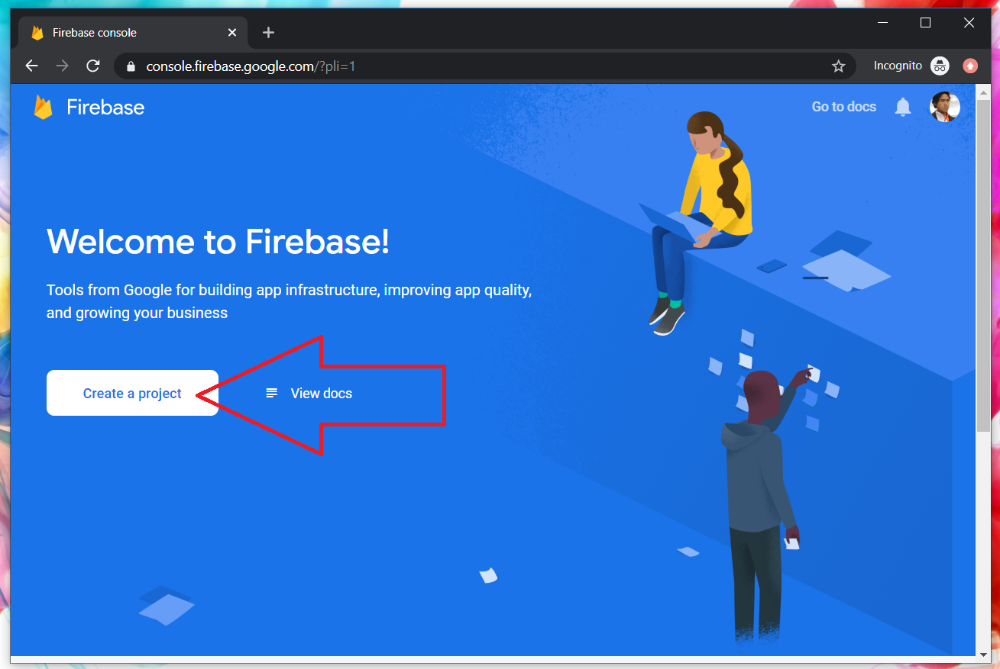 Firebase console
console.firebase.google.com/?pli=1
Incognito
Firebase
Go to docs
Welcome to Firebase!
Tools from Google for building app infrastructure, improving app quality,
and growing your business
Create a project
View docs